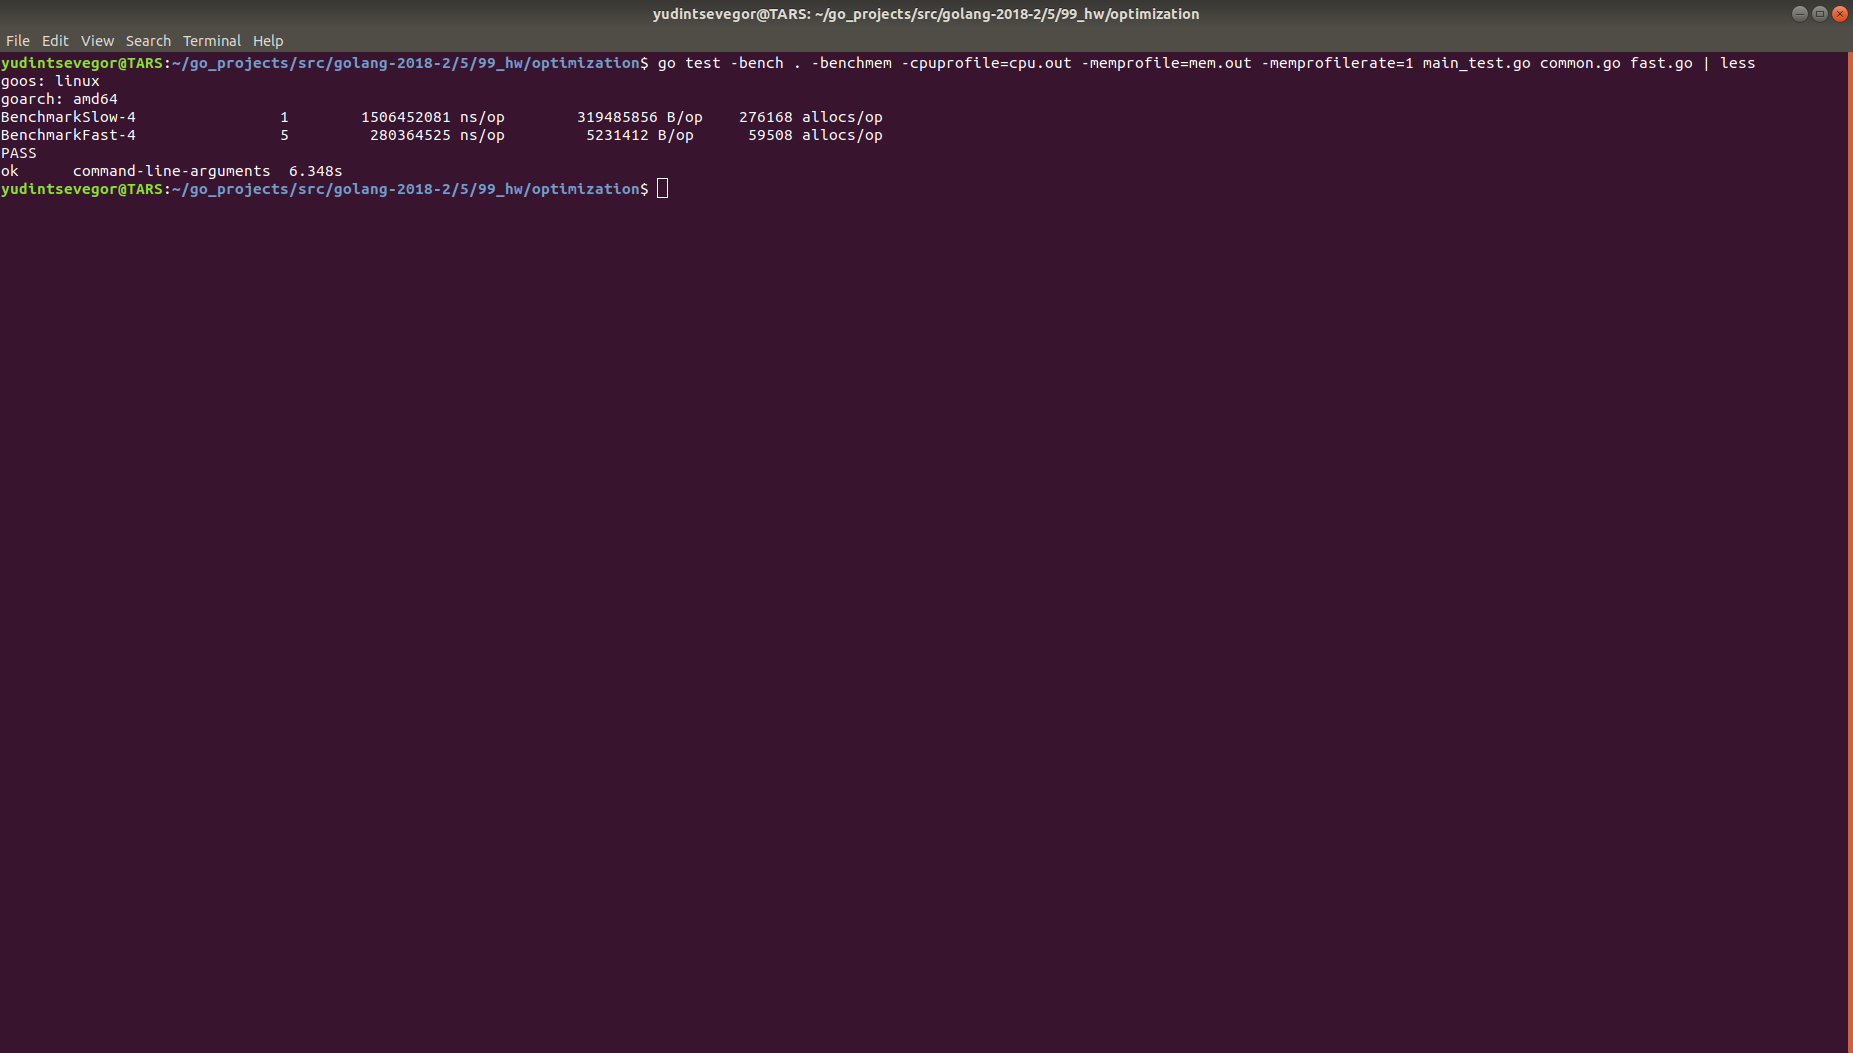 yudintsevegor@TARS: ~/go_projects/src/golang-2018-2/5/99_hw/optimization
File Edit View Search Terminal Help
yudintsevegor@TARS:~/go_projects/src/golang-2018-2/5/99_hw/optimization$ go test -bench . -benchmem -cpuprofile=cpu.out -memprofile=mem.out -memprofilerate=1 main_test.go common.go fast.go | less
goos: linux
goarch: amd64
BenchmarkSlow-4                1        1506452081 ns/op        319485856 B/op    276168 allocs/op
BenchmarkFast-4                5         280364525 ns/op         5231412 B/op      59508 allocs/op
PASS
ok      command-line-arguments  6.348s
yudintsevegor@TARS:~/go_projects/src/golang-2018-2/5/99_hw/optimization$